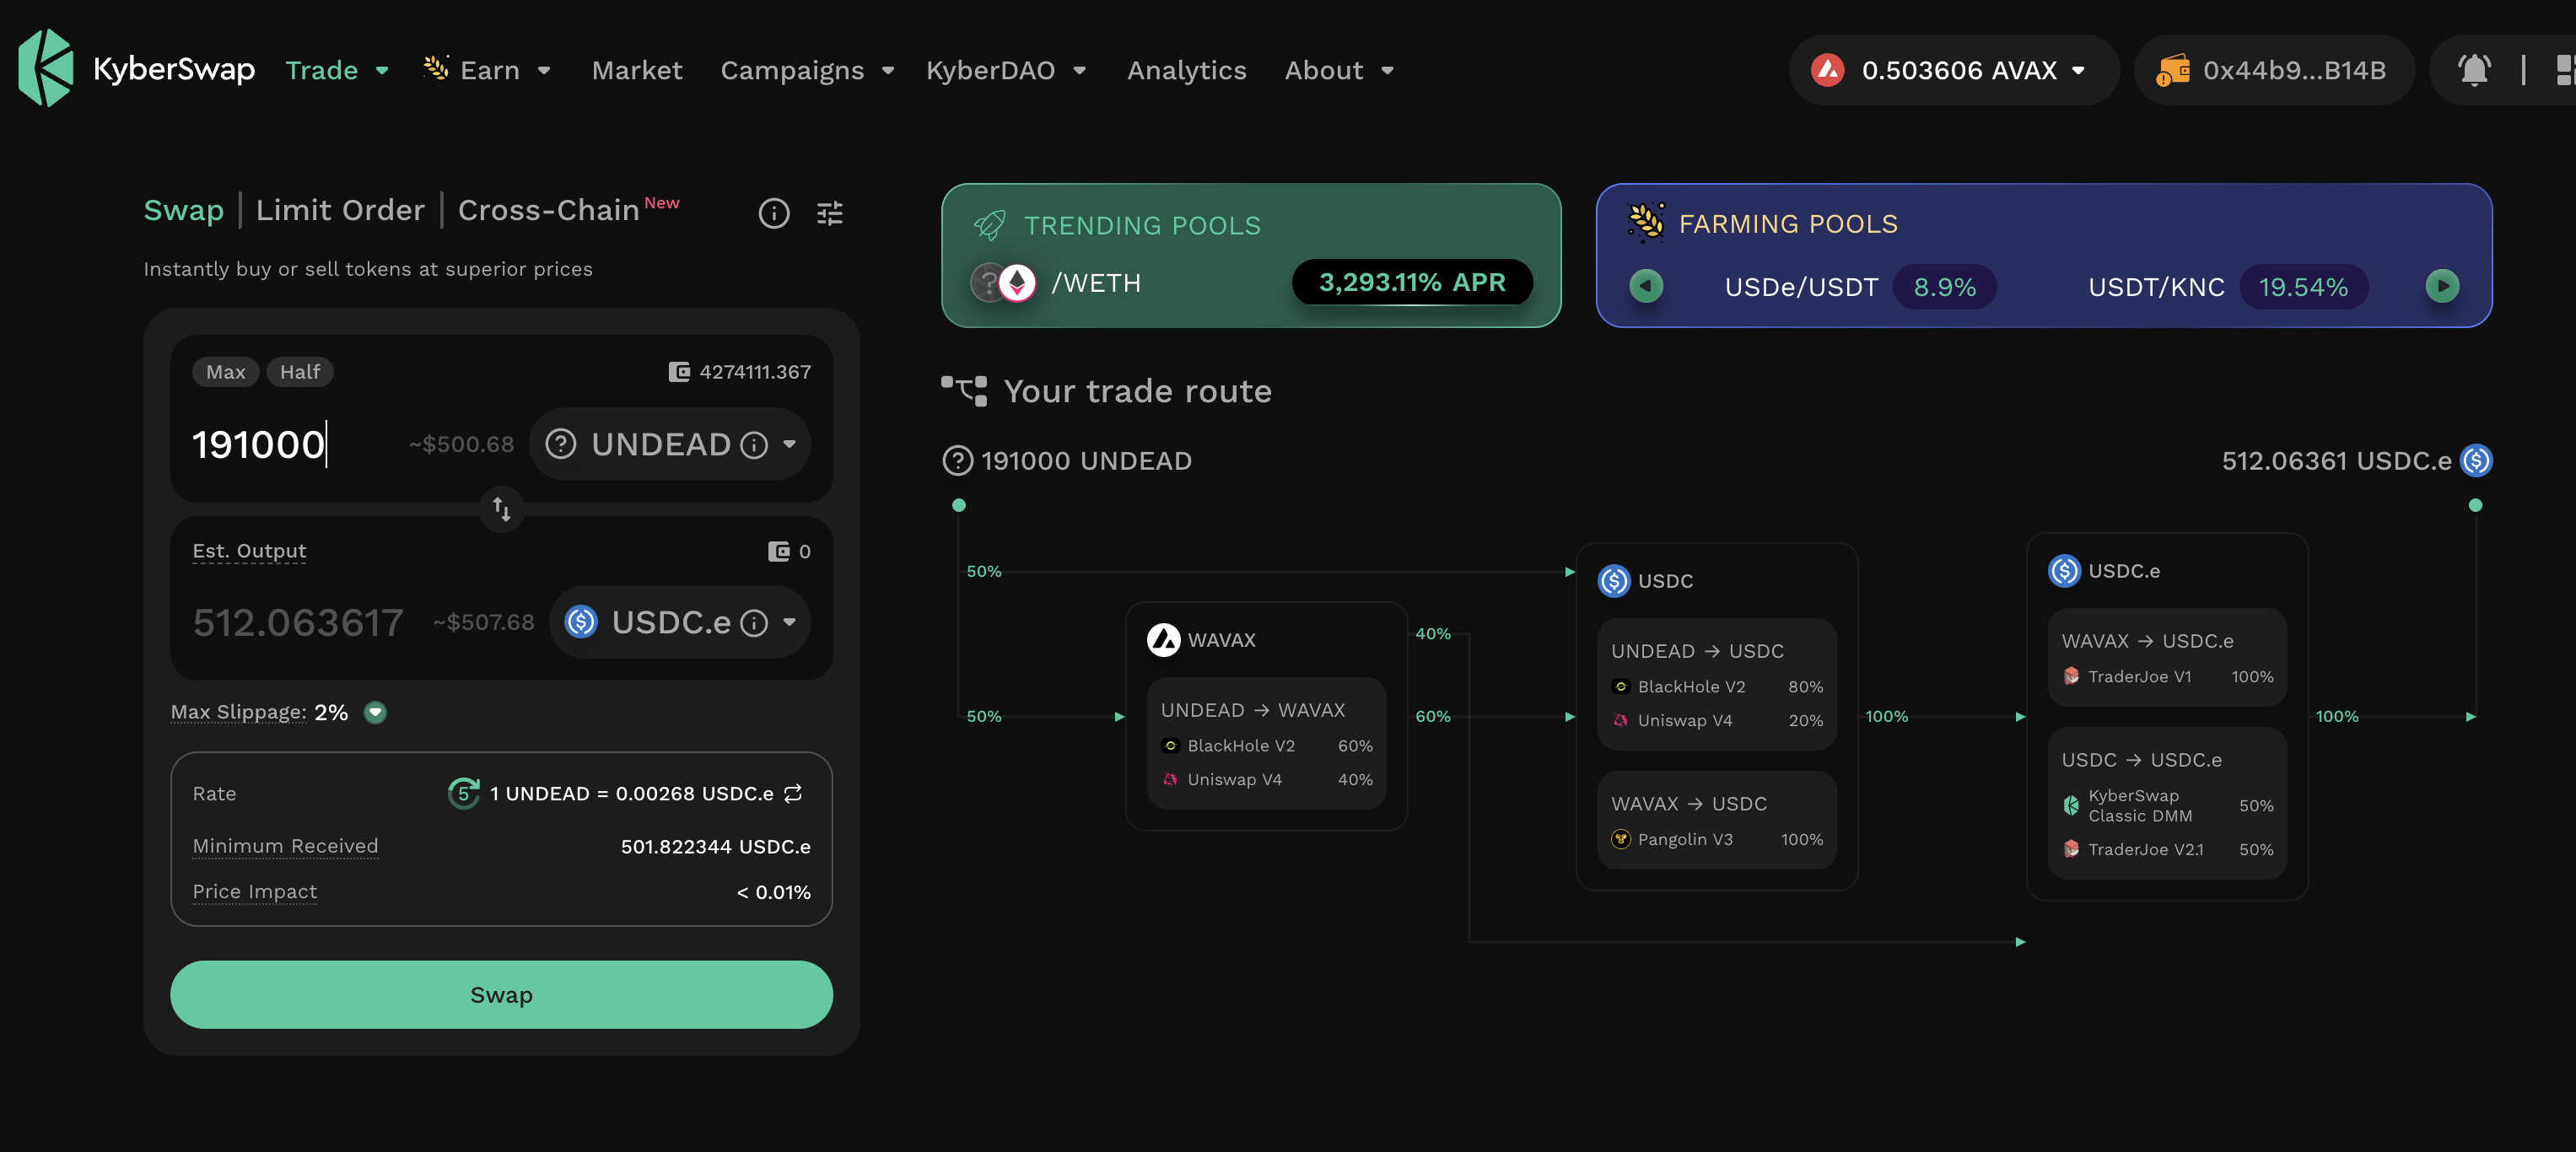 KyberSwap Trade Earn Market Campaigns KyberDAO Analytics About 0.503606 AVAX 0x44b9...B14B
Swap | Limit Order | Cross-Chain New
Instantly buy or sell tokens at superior prices
Max Half 4274111.367
191000 ~$500.68 UNDEAD
Est. Output 0
512.063617 ~$507.68 USDC.e
Max Slippage: 2%
Rate 5 1 UNDEAD = 0.00268 USDC.e
Minimum Received 501.822344 USDC.e
Price Impact < 0.01%
Swap
TRENDING POOLS
/WETH 3,293.11% APR
FARMING POOLS
USDe/USDT 8.9% USDT/KNC 19.54%
Your trade route
191000 UNDEAD 512.06361 USDC.e
50%
50%
WAVAX
UNDEAD → WAVAX
BlackHole V2 60%
Uniswap V4 40%
40%
60%
USDC
UNDEAD → USDC
BlackHole V2 80%
Uniswap V4 20%
WAVAX → USDC
Pangolin V3 100%
100%
USDC.e
WAVAX → USDC.e
TraderJoe V1 100%
USDC → USDC.e
KyberSwap
Classic DMM 50%
TraderJoe V2.1 50%
100%